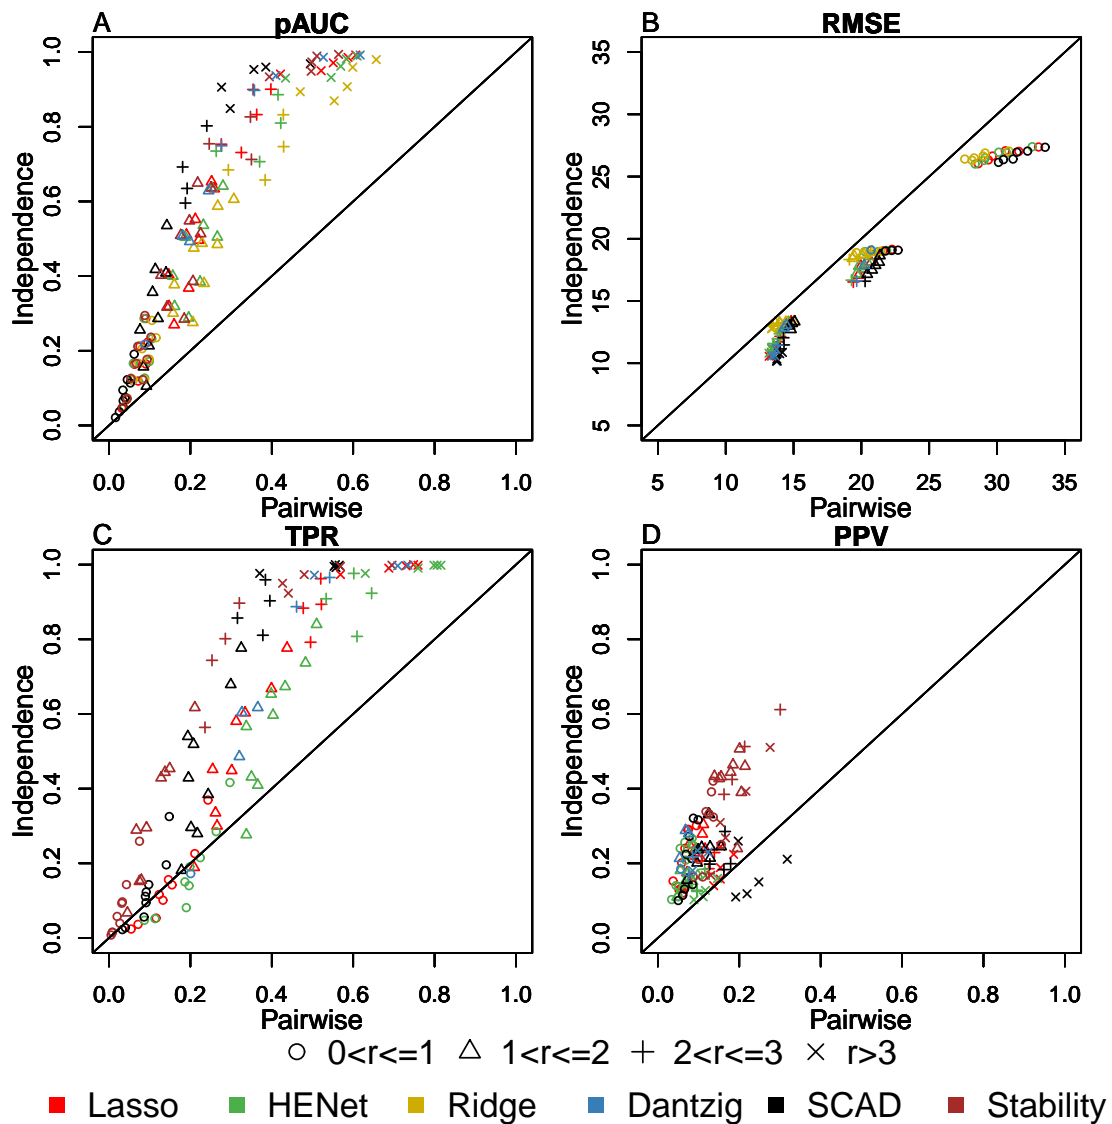 A pAUC
B RMSE
1.0
0.8
0.6
0.4
0.2
0.0
Independence
0.0 0.2 0.4 0.6 0.8 1.0
Pairwise
35
30
25
20
15
10
5
Independence
5 10 15 20 25 30 35
Pairwise
C TPR
D PPV
1.0
0.8
0.6
0.4
0.2
0.0
Independence
0.0 0.2 0.4 0.6 0.8 1.0
Pairwise
1.0
0.8
0.6
0.4
0.2
0.0
Independence
0.0 0.2 0.4 0.6 0.8 1.0
Pairwise
0<r<=1 1<r<=2 2<r<=3 r>3
Lasso HENet Ridge Dantzig SCAD Stability